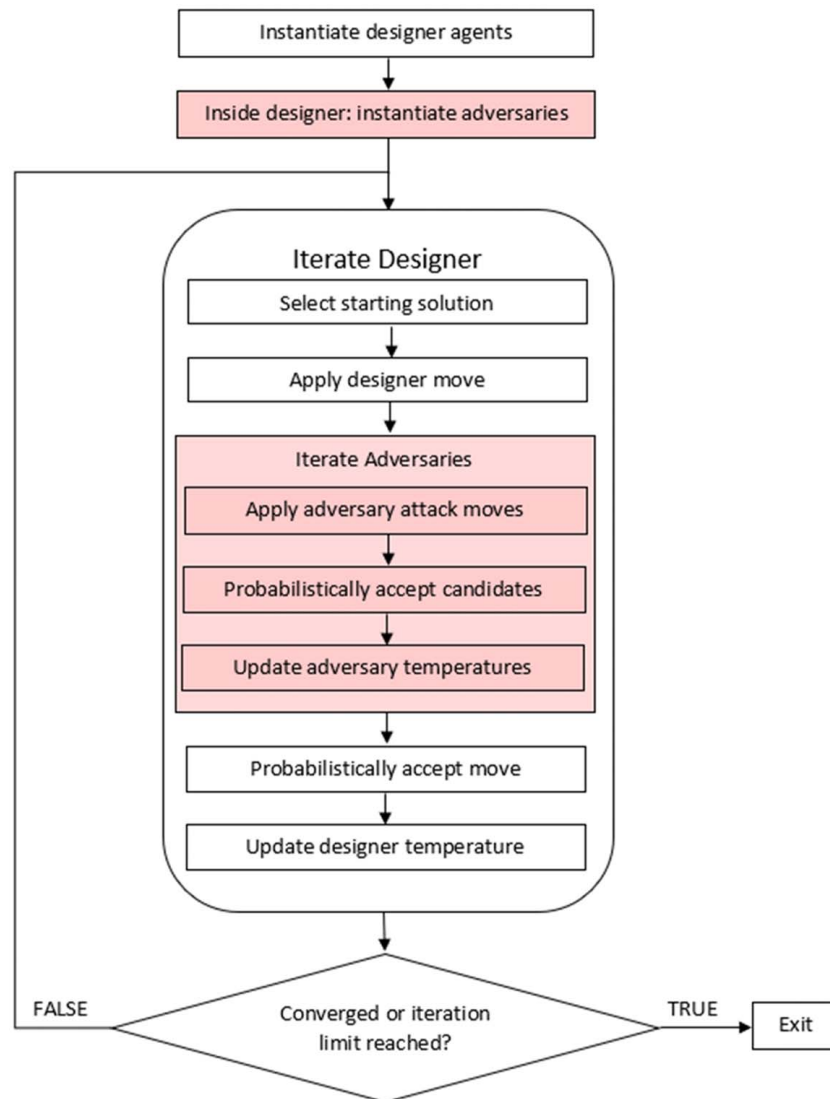 Instantiate designer agents
Inside designer: instantiate adversaries
Iterate Designer
Select starting solution
Apply designer move
Iterate Adversaries
Apply adversary attack moves
Probabilistically accept candidates
Update adversary temperatures
Probabilistically accept move
Update designer temperature
FALSE
Converged or iteration
limit reached?
TRUE
Exit